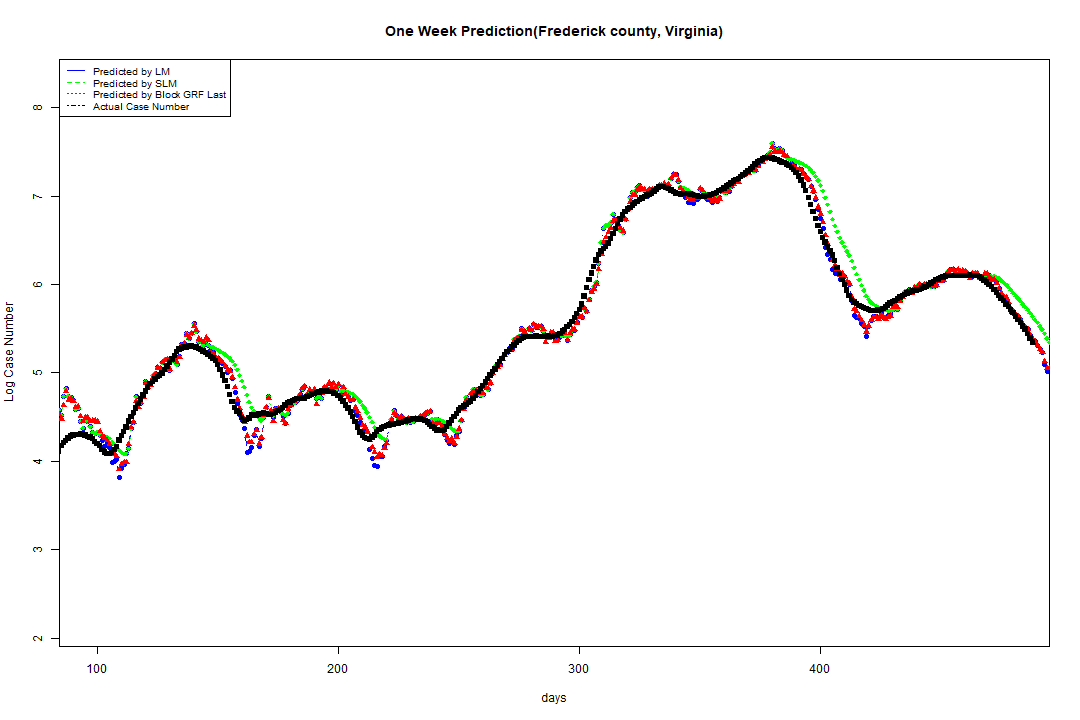 One Week Prediction(Frederick county, Virginia)
Predicted by LM
Predicted by SLM
Predicted by Block GRF Last
Actual Case Number
8
7
6
5
4
3
2
Log Case Number
100 200 300 400
days